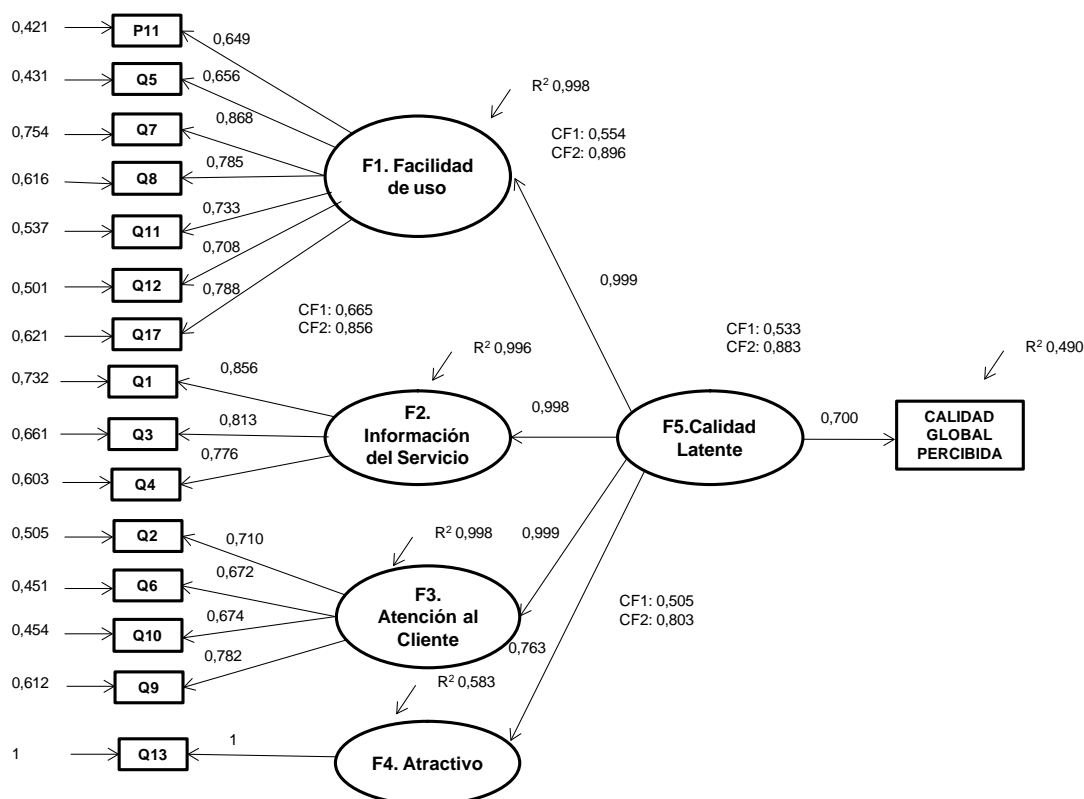 0,421
P11
0,649
0,431
Q5
0,656
R² 0,998
0,754
Q7
0,868
CF1: 0,554
CF2: 0,896
0,616
Q8
0,785
F1. Facilidad
de uso
0,537
Q11
0,733
0,501
Q12
0,708
0,999
0,621
Q17
0,788
CF1: 0,665
CF2: 0,856
CF1: 0,533
CF2: 0,883
R² 0,996
R² 0,490
0,732
Q1
0,856
0,661
Q3
0,813
F2.
Información
del Servicio
0,998
F5.Calidad
Latente
0,700
CALIDAD
GLOBAL
PERCIBIDA
0,603
Q4
0,776
0,505
Q2
0,710
R² 0,998
0,999
0,451
Q6
0,672
F3.
Atención al
Cliente
CF1: 0,505
CF2: 0,803
0,454
Q10
0,674
0,763
0,612
Q9
0,782
R² 0,583
1
Q13
1
F4. Atractivo